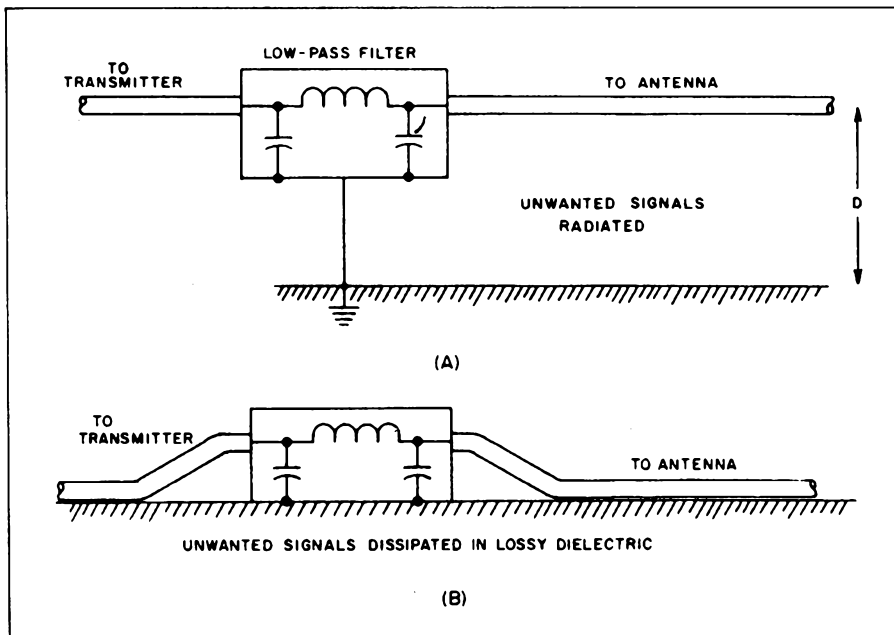 LOW-PASS FILTER
TO
TRANSMITTER
TO ANTENNA
UNWANTED SIGNALS
RADIATED
D
(A)
TO
TRANSMITTER
TO ANTENNA
UNWANTED SIGNALS DISSIPATED IN LOSSY DIELECTRIC
(B)